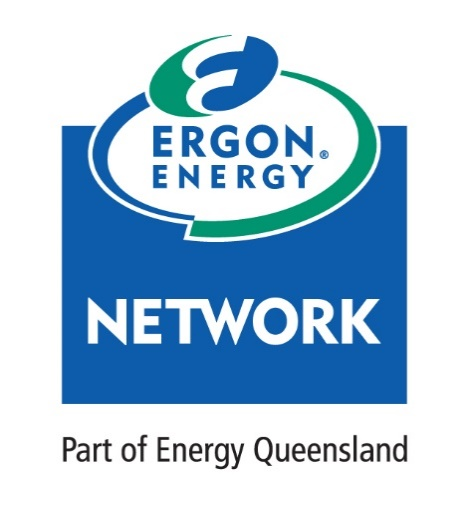 ERGON®
ENERGY
NETWORK
Part of Energy Queensland